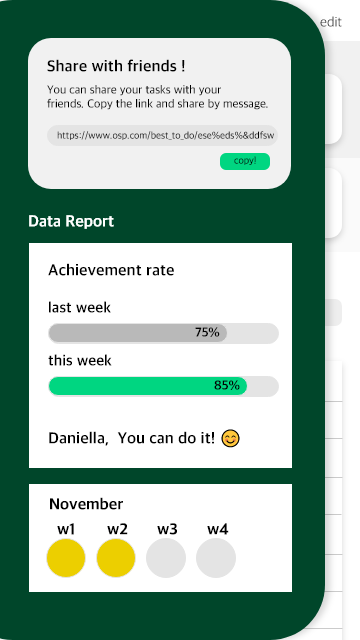 edit
Share with friends !
You can share your tasks with your
friends. Copy the link and share by message.
https://www.osp.com/best_to_do/ese%eds%&ddfsw
copy!
Data Report
Achievement rate
last week
75%
this week
85%
Daniella, You can do it! 😊
November
w1 w2 w3 w4